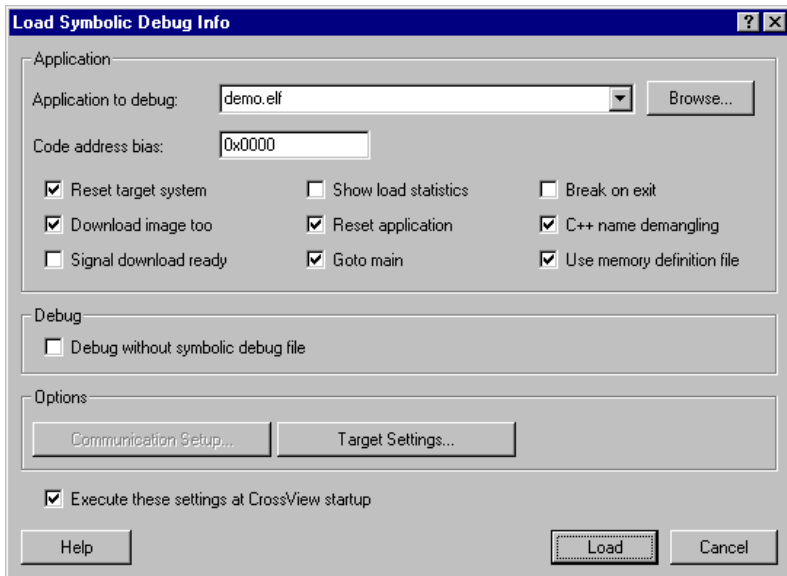 Load Symbolic Debug Info
Application
Application to debug: demo.elf Browse...
Code address bias: 0x0000
Reset target system Show load statistics Break on exit
Download image too Reset application C++ name demangling
Signal download ready Goto main Use memory definition file
Debug
Debug without symbolic debug file
Options
Communication Setup... Target Settings...
Execute these settings at CrossView startup
Help Load Cancel